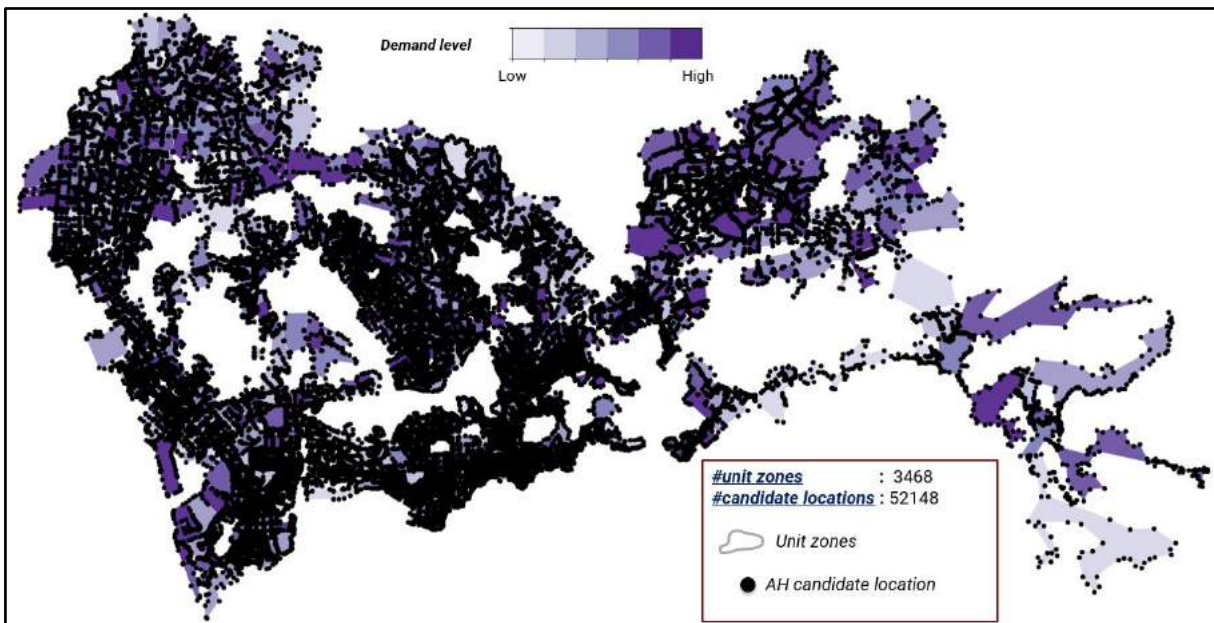 Demand level
Low High
#unit zones : 3468
#candidate locations : 52148
Unit zones
AH candidate location